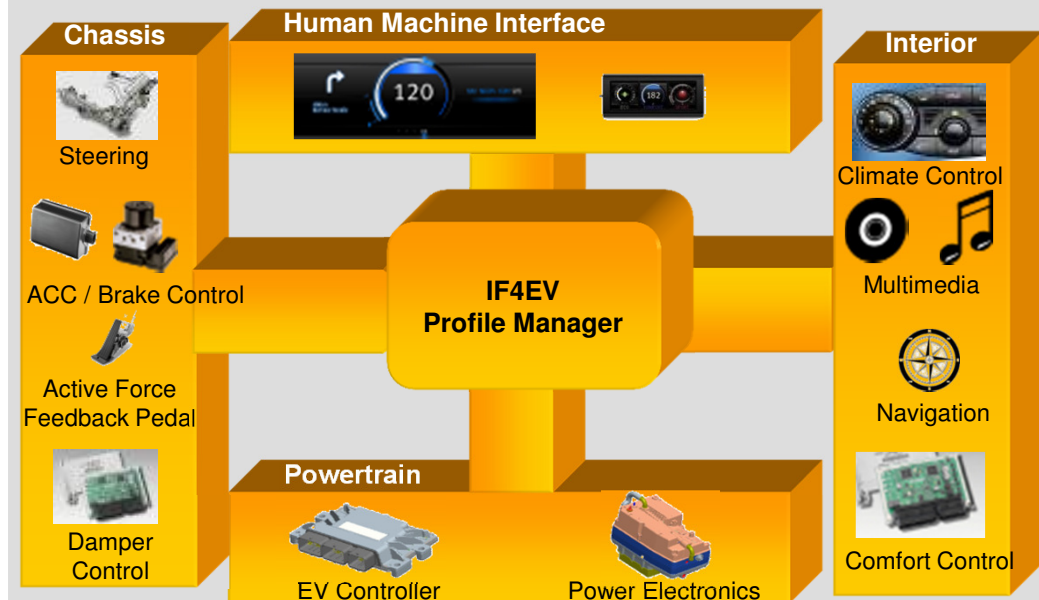 Chassis
Steering
ACC / Brake Control
Active Force
Feedback Pedal
Damper
Control
Human Machine Interface
120
182
IF4EV
Profile Manager
Powertrain
EV Controller
Power Electronics
Interior
Climate Control
Multimedia
Navigation
Comfort Control